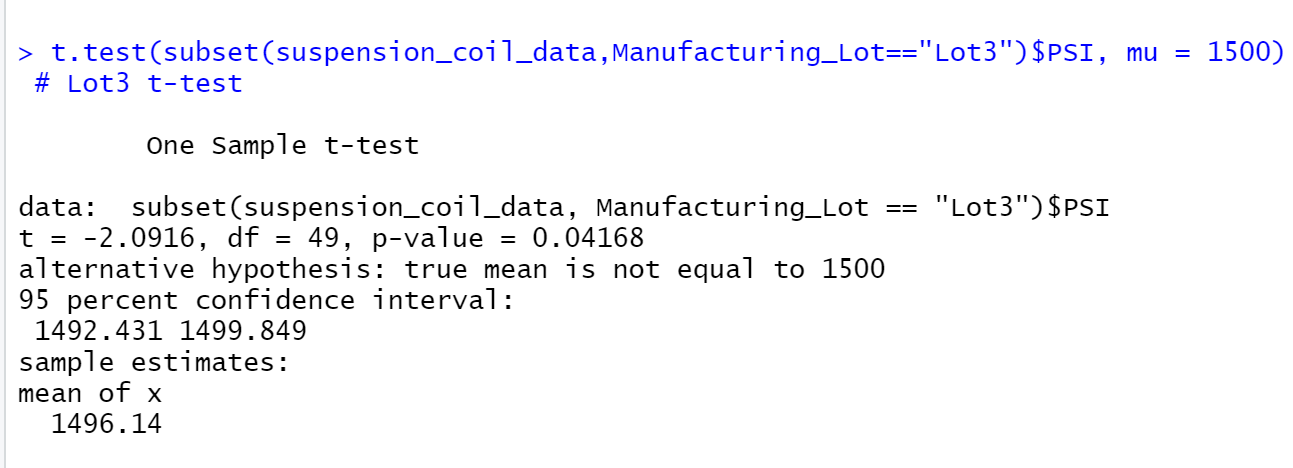 > t.test(subset(suspension_coil_data,Manufacturing_Lot=="Lot3")$PSI, mu = 1500)
# Lot3 t-test
One Sample t-test
data:  subset(suspension_coil_data, Manufacturing_Lot == "Lot3")$PSI
t = -2.0916, df = 49, p-value = 0.04168
alternative hypothesis: true mean is not equal to 1500
95 percent confidence interval:
1492.431 1499.849
sample estimates:
mean of x
1496.14